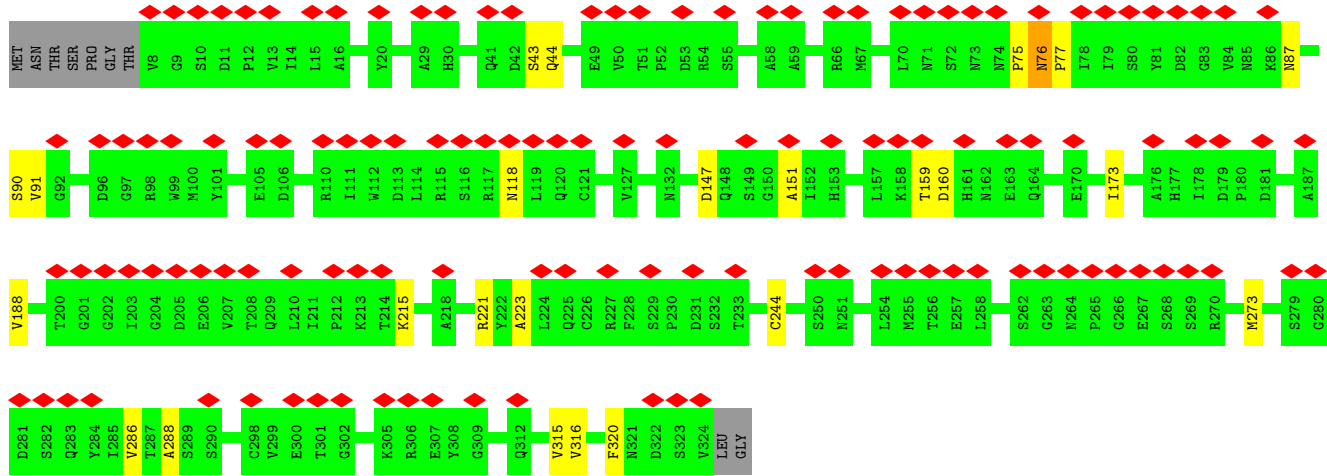 MET ASN THR SER PRO GLY THR V8 G9 S10 D11 P12 V13 I14 L15 A16 Y20 A29 H30 Q41 D42 S43 Q44 E49 V50 T51 P52 D53 R54 S55 A58 A59 R66 M67 L70 N71 S72 N73 N74 P75 N76 P77 I78 I79 S80 Y81 D82 G83 V84 N85 K86 N87
S90 V91 G92 D96 G97 R98 W99 M100 Y101 E105 D106 R110 I111 W112 D113 L114 R115 S116 R117 N118 L119 Q120 C121 V127 N132 D147 Q148 S149 G150 A151 I152 H153 L157 K158 T159 D160 H161 N162 E163 Q164 E170 I173 A176 H177 I178 D179 P180 D181 A187
V188 T200 G201 G202 I203 G204 D205 E206 V207 T208 Q209 L210 I211 P212 K213 T214 K215 A218 R221 Y222 A223 L224 Q225 C226 R227 F228 S229 P230 D231 S232 T233 C244 S250 N251 L254 M255 T256 E257 L258 S262 G263 N264 P265 G266 E267 S268 S269 R270 M273 S279 G280
D281 S282 Q283 Y284 I285 V286 T287 A288 S289 S290 C298 V299 E300 T301 G302 K305 R306 E307 Y308 G309 Q312 V315 V316 F320 N321 D322 S323 V324 LEU GLY